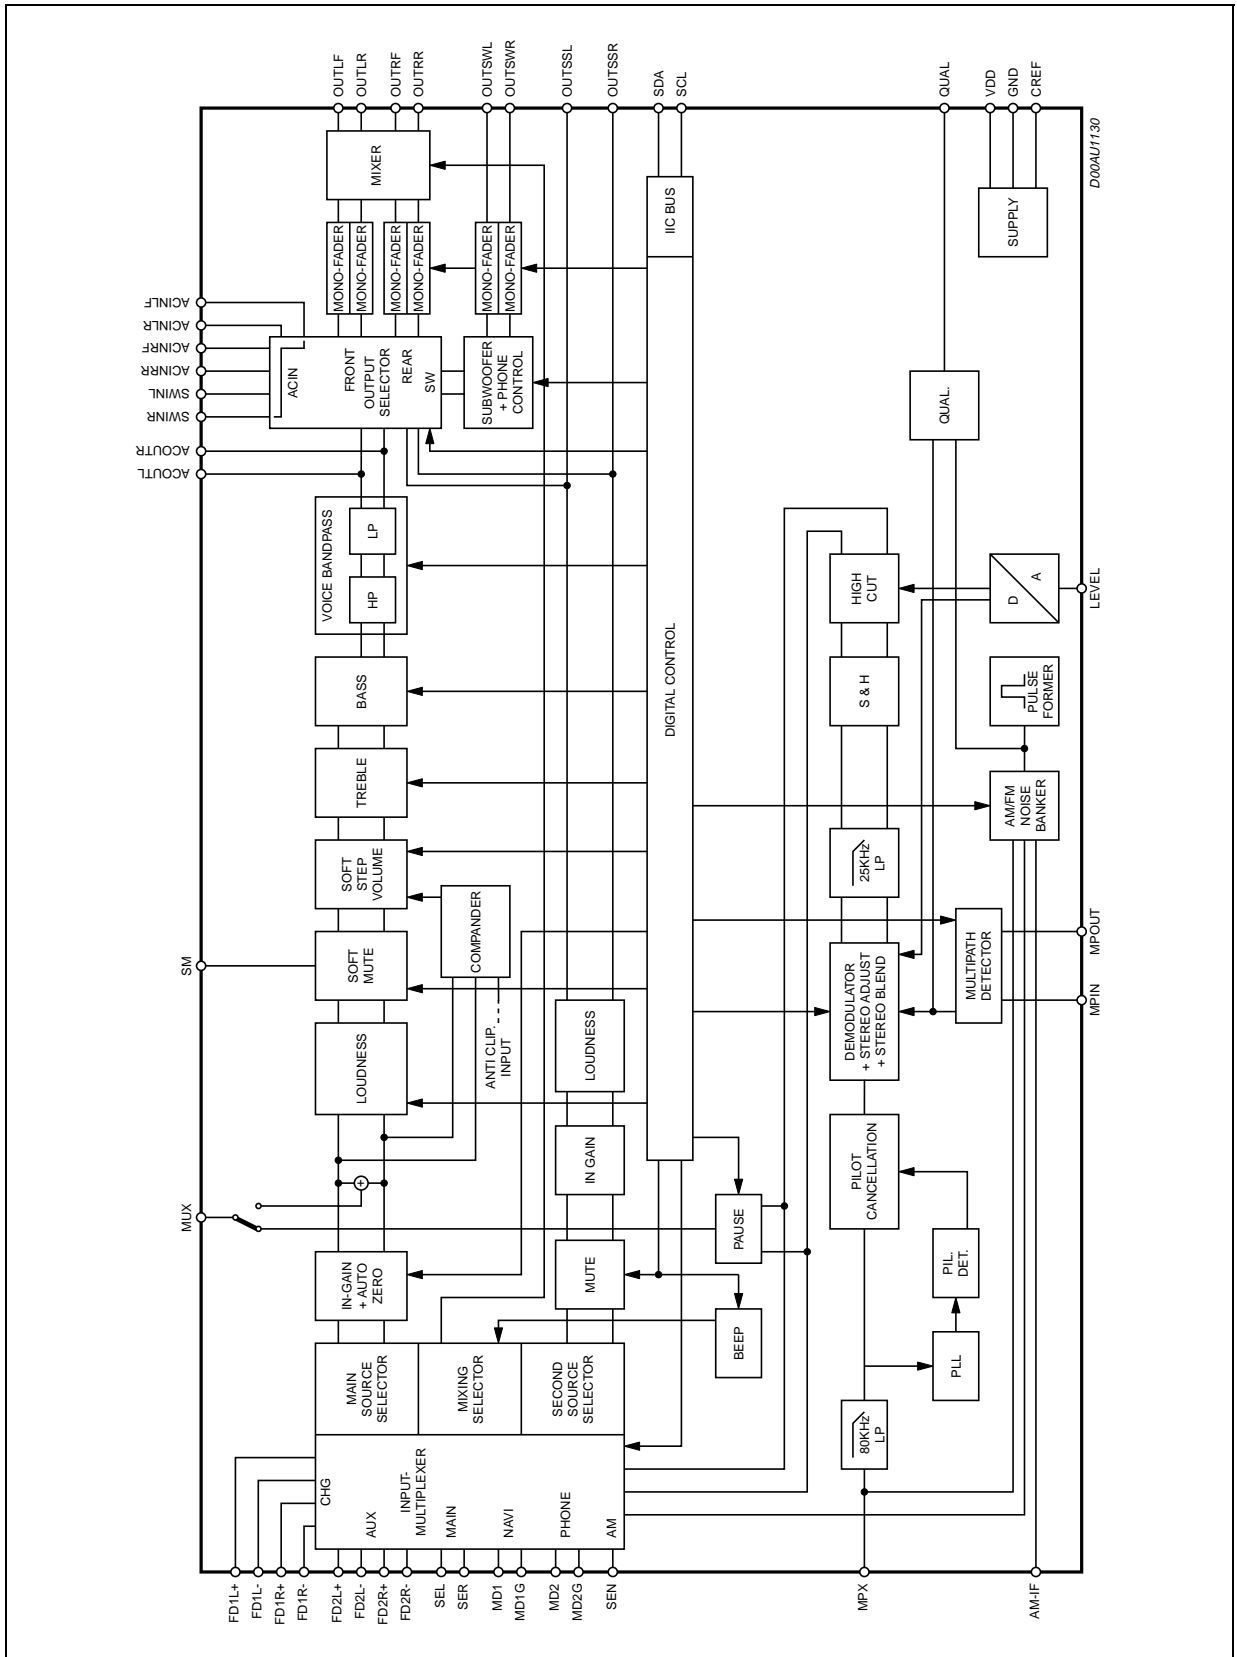 OUTLF
OUTLR
OUTRF
OUTRR
OUTSWL
OUTSWR
OUTSSL
OUTSSR
SDA
SCL
QUAL
VDD
GND
CREF
D00AU1130
MIXER
MONO-FADER
MONO-FADER
MONO-FADER
MONO-FADER
MONO-FADER
MONO-FADER
IIC BUS
SUPPLY
ACINLF
ACINLR
ACINRF
ACINRR
SWINL
SWINR
ACOUTR
ACOUTL
ACIN
FRONT
OUTPUT
SELECTOR
REAR
SW
SUBWOOFER
+ PHONE
CONTROL
QUAL.
VOICE BANDPASS
LP
HP
HIGH
CUT
D
A
LEVEL
BASS
DIGITAL CONTROL
S & H
PULSE
FORMER
TREBLE
AM/FM
NOISE
BANKER
SOFT
STEP
VOLUME
25KHz
LP
COMPANDER
SM
SOFT
MUTE
ANTI CLIP.
INPUT
DEMODULATOR
+ STEREO ADJUST
+ STEREO BLEND
MULTIPATH
DETECTOR
MPOUT
MPIN
LOUDNESS
LOUDNESS
IN GAIN
PILOT
CANCELLATION
MUX
+
PAUSE
PIL.
DET.
IN-GAIN
+ AUTO
ZERO
MUTE
BEEP
PLL
MAIN
SOURCE
SELECTOR
MIXING
SELECTOR
SECOND
SOURCE
SELECTOR
80KHz
LP
CHG
AUX
INPUT-
MULTIPLEXER
MAIN
NAVI
PHONE
AM
FD1L+
FD1L-
FD1R+
FD1R-
FD2L+
FD2L-
FD2R+
FD2R-
SEL
SER
MD1
MD1G
MD2
MD2G
SEN
MPX
AM-IF